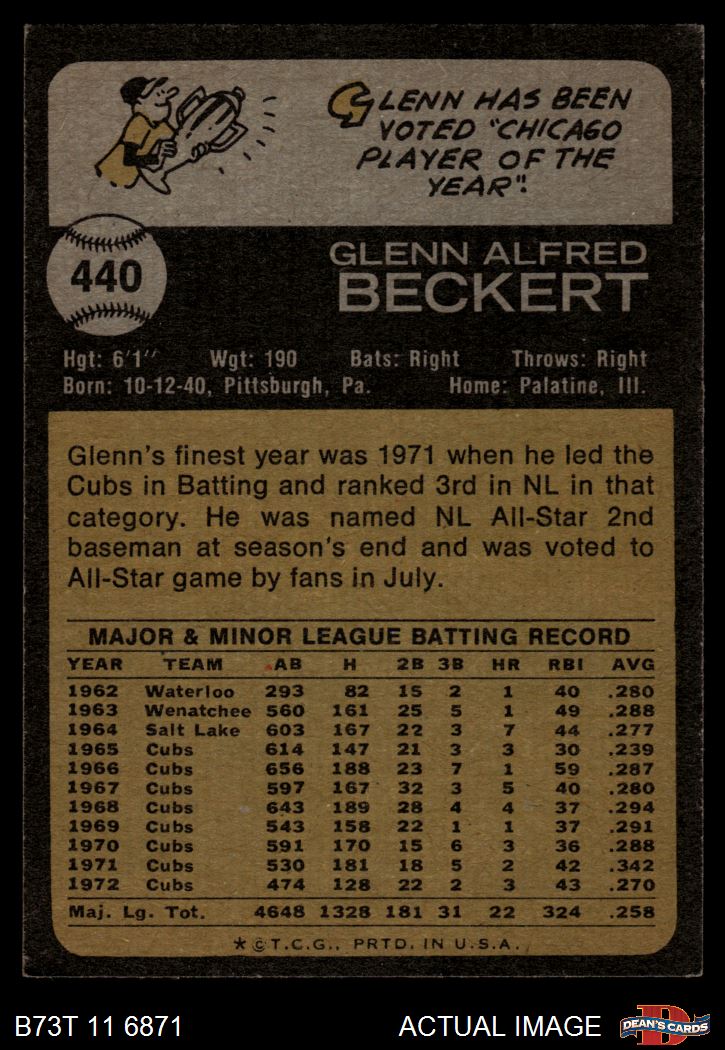 GLENN HAS BEEN
VOTED "CHICAGO
PLAYER OF THE
YEAR".
440
GLENN ALFRED
BECKERT
Hgt: 6'1" Wgt: 190 Bats: Right Throws: Right
Born: 10-12-40, Pittsburgh, Pa. Home: Palatine, Ill.
Glenn's finest year was 1971 when he led the
Cubs in Batting and ranked 3rd in NL in that
category. He was named NL All-Star 2nd
baseman at season's end and was voted to
All-Star game by fans in July.
MAJOR & MINOR LEAGUE BATTING RECORD
YEAR TEAM AB H 2B 3B HR RBI AVG
1962 Waterloo 293 82 15 2 1 40 .280
1963 Wenatchee 560 161 25 5 1 49 .288
1964 Salt Lake 603 167 22 3 7 44 .277
1965 Cubs 614 147 21 3 3 30 .239
1966 Cubs 656 188 23 7 1 59 .287
1967 Cubs 597 167 32 3 5 40 .280
1968 Cubs 643 189 28 4 4 37 .294
1969 Cubs 543 158 22 1 1 37 .291
1970 Cubs 591 170 15 6 3 36 .288
1971 Cubs 530 181 18 5 2 42 .342
1972 Cubs 474 128 22 2 3 43 .270
Maj. Lg. Tot. 4648 1328 181 31 22 324 .258
* © T.C.G., PRTD. IN U.S.A.
B73T 11 6871 ACTUAL IMAGE
D
DEAN'S CARDS